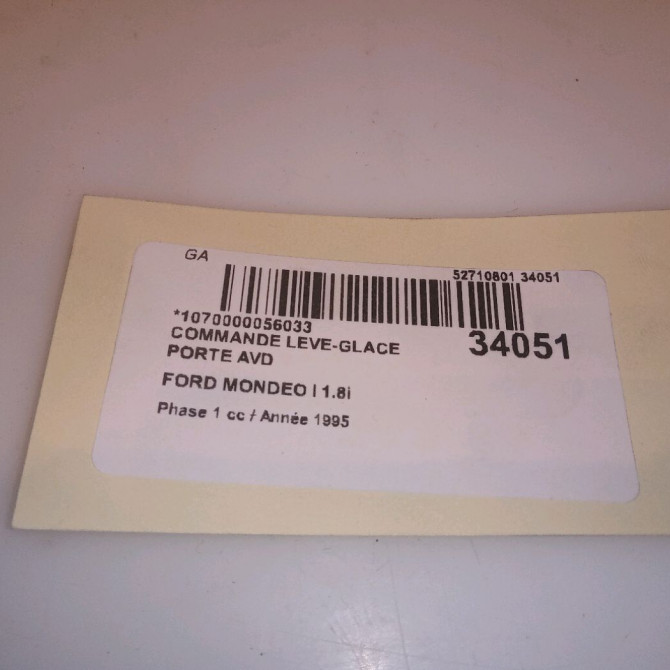 GA
52710801 34051
*1070000056033
34051
COMMANDE LEVE-GLACE
PORTE AVD
FORD MONDEO I 1.8i
Phase 1 cc / Année 1995